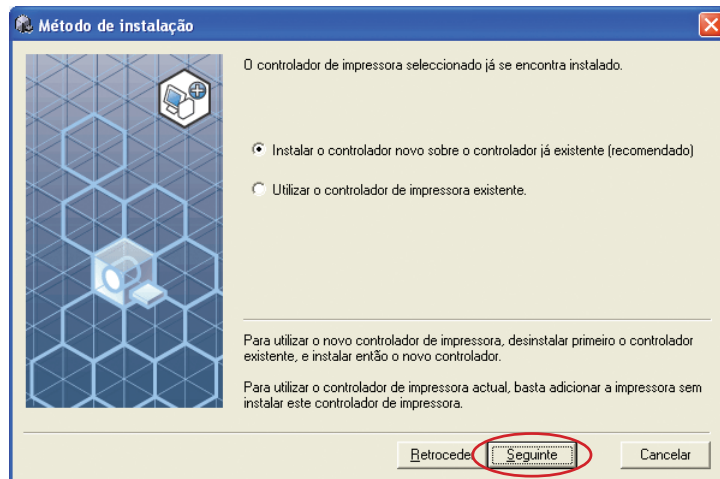 Método de instalação
O controlador de impressora seleccionado já se encontra instalado.
Instalar o controlador novo sobre o controlador já existente (recomendado)
Utilizar o controlador de impressora existente.
Para utilizar o novo controlador de impressora, desinstalar primeiro o controlador
existente, e instalar então o novo controlador.
Para utilizar o controlador de impressora actual, basta adicionar a impressora sem
instalar este controlador de impressora.
Retrocede Seguinte Cancelar